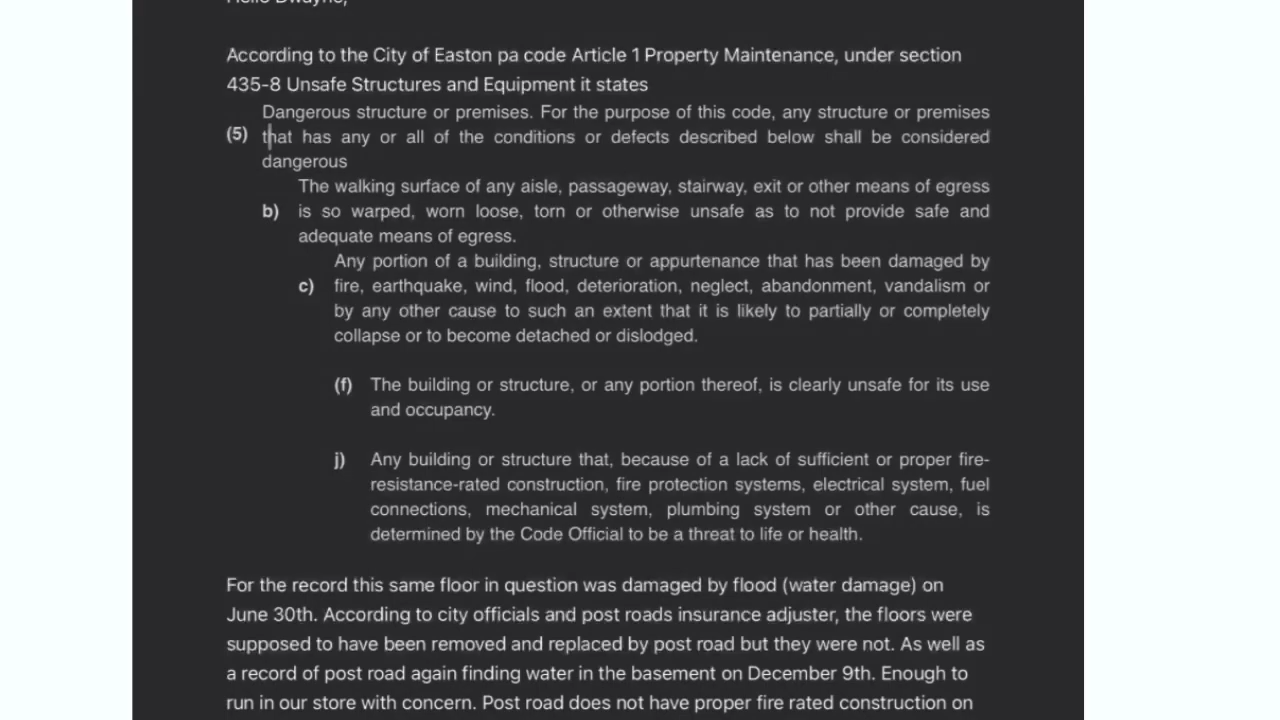 Hello Dwayne,
According to the City of Easton pa code Article 1 Property Maintenance, under section
435-8 Unsafe Structures and Equipment it states
Dangerous structure or premises. For the purpose of this code, any structure or premises
(5) that has any or all of the conditions or defects described below shall be considered
dangerous
The walking surface of any aisle, passageway, stairway, exit or other means of egress
b) is so warped, worn loose, torn or otherwise unsafe as to not provide safe and
adequate means of egress.
Any portion of a building, structure or appurtenance that has been damaged by
c) fire, earthquake, wind, flood, deterioration, neglect, abandonment, vandalism or
by any other cause to such an extent that it is likely to partially or completely
collapse or to become detached or dislodged.
(f) The building or structure, or any portion thereof, is clearly unsafe for its use
and occupancy.
j) Any building or structure that, because of a lack of sufficient or proper fire-
resistance-rated construction, fire protection systems, electrical system, fuel
connections, mechanical system, plumbing system or other cause, is
determined by the Code Official to be a threat to life or health.
For the record this same floor in question was damaged by flood (water damage) on
June 30th. According to city officials and post roads insurance adjuster, the floors were
supposed to have been removed and replaced by post road but they were not. As well as
a record of post road again finding water in the basement on December 9th. Enough to
run in our store with concern. Post road does not have proper fire rated construction on